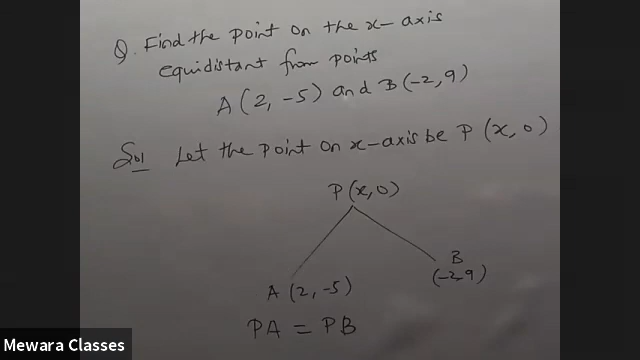 Q. Find the point on the x-axis
equidistant from points
A(2, -5) and B(-2, 9)
Sol Let the point on x-axis be P(x, 0)
P(x, 0)
B
(-2, 9)
A(2, -5)
PA = PB
Mewara Classes